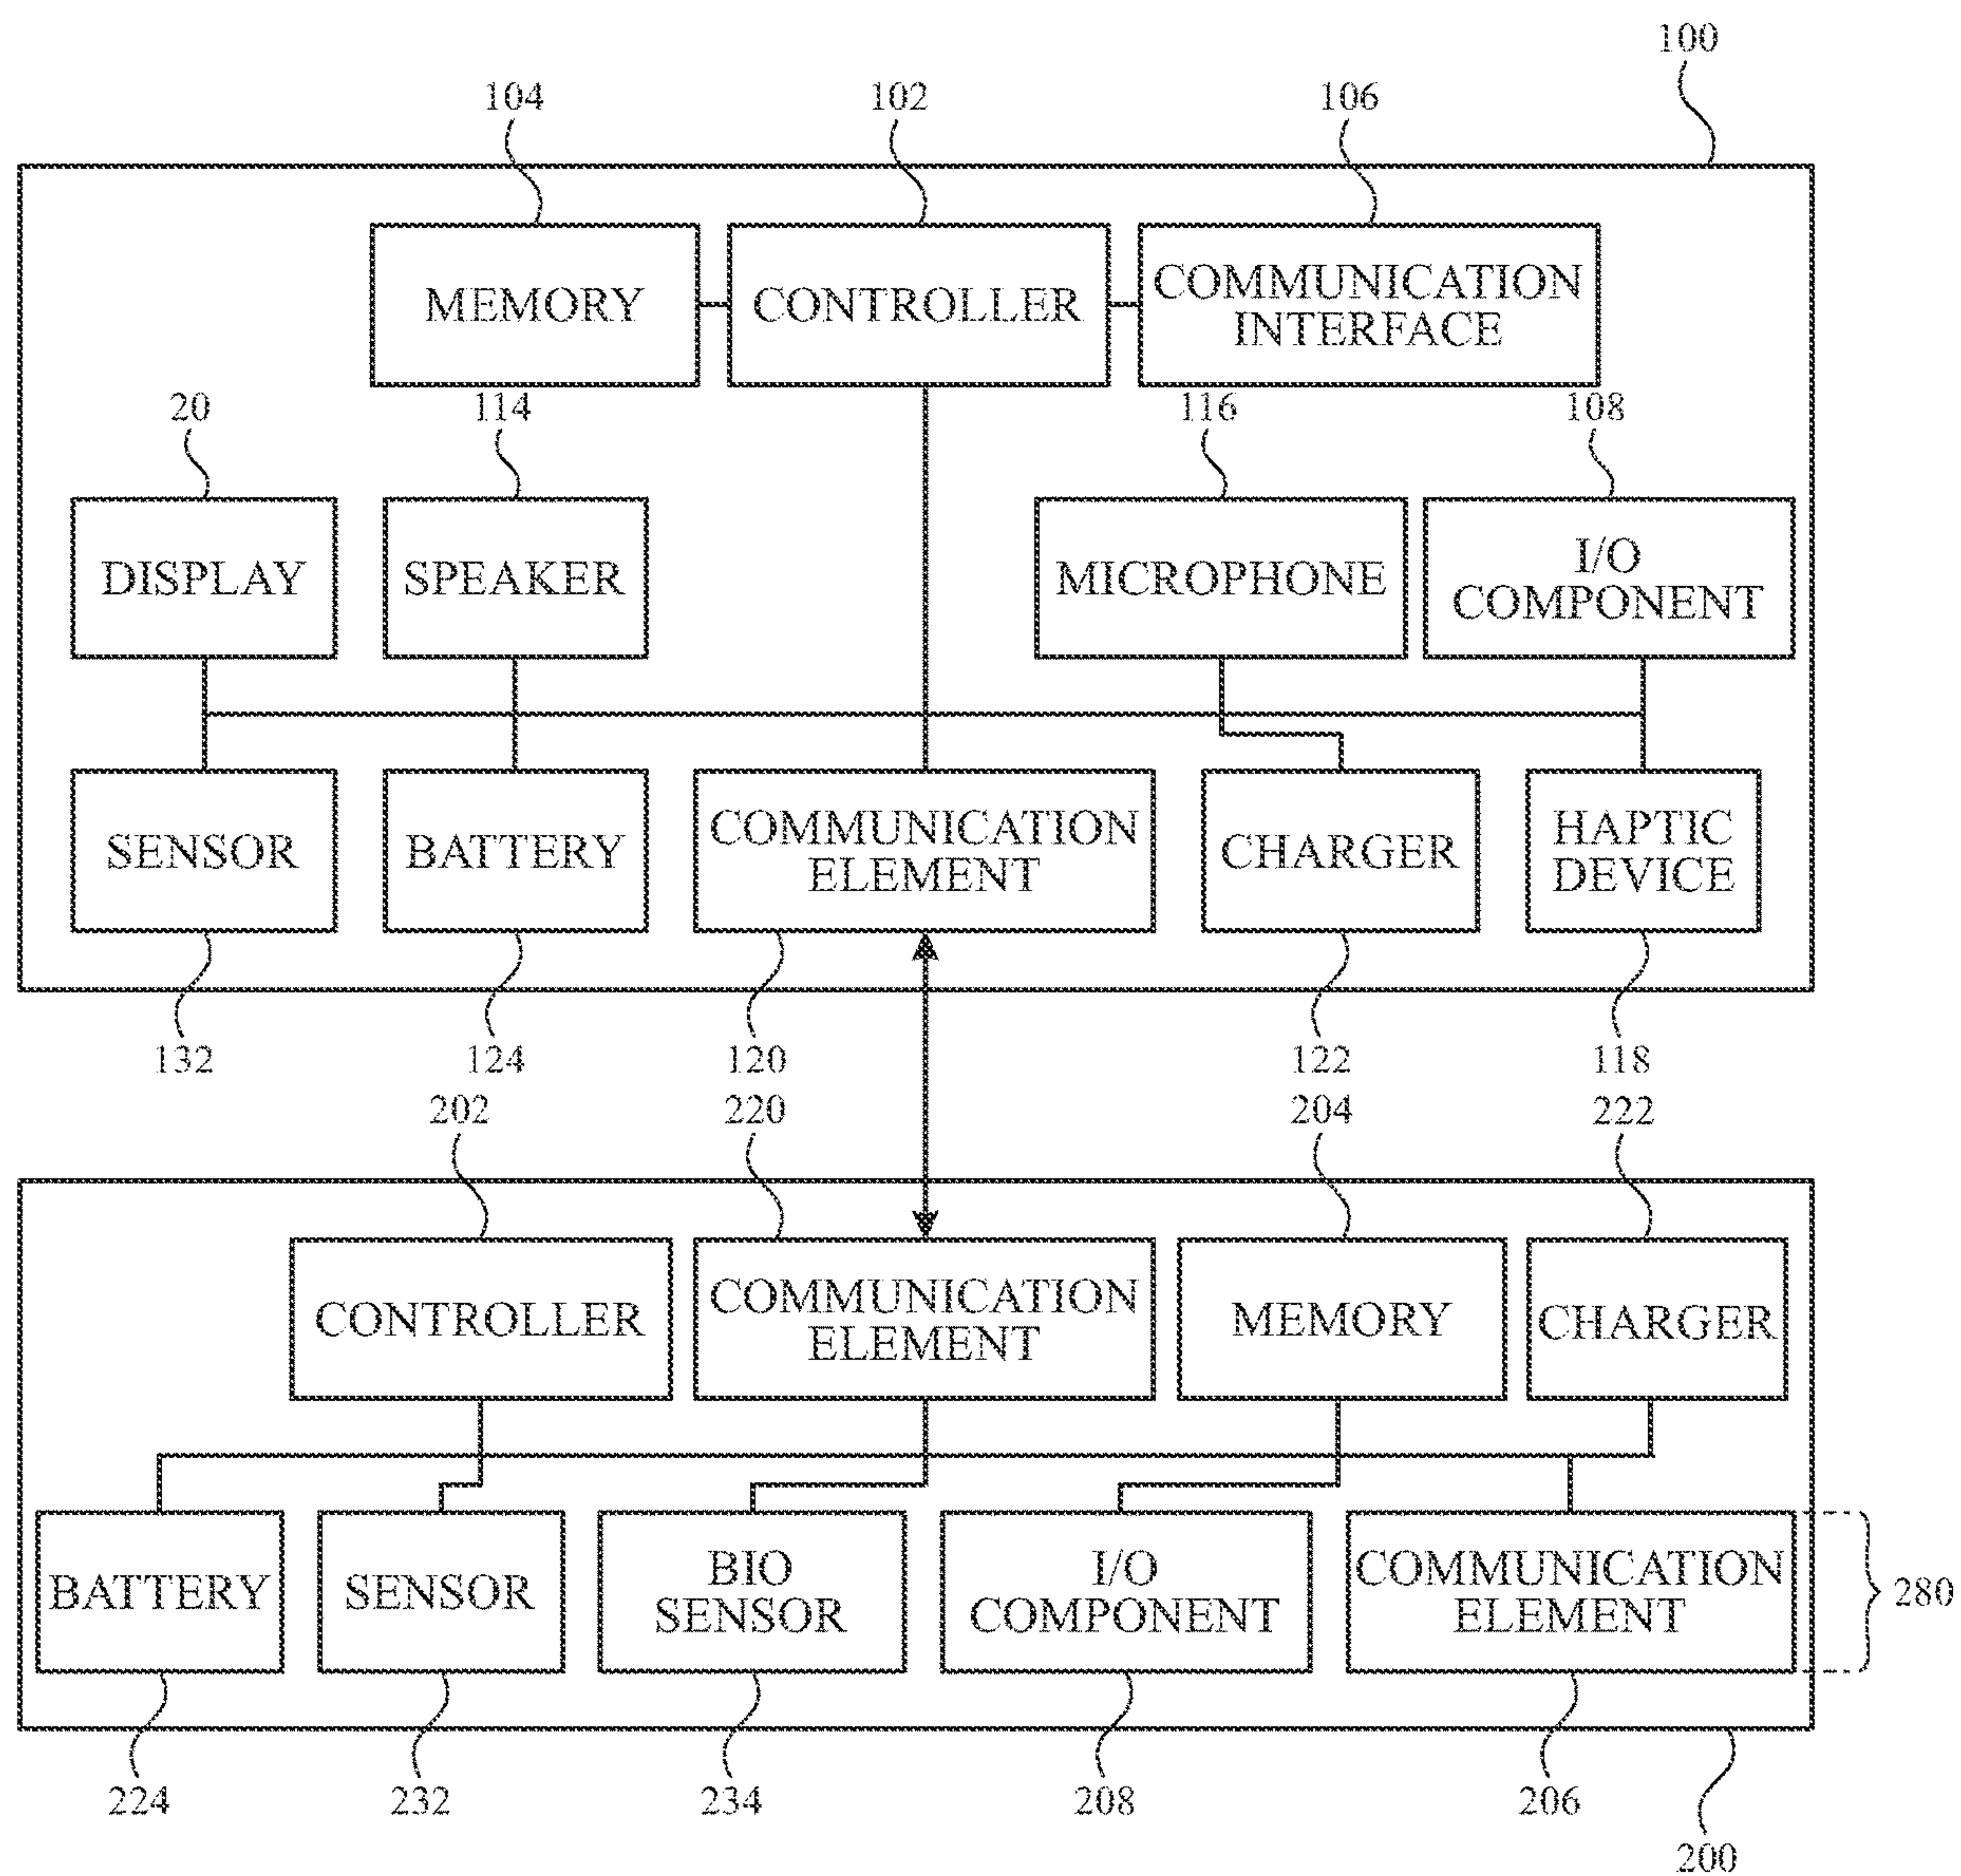 100
104
102
106
MEMORY
CONTROLLER
COMMUNICATION
INTERFACE
20
114
116
108
DISPLAY
SPEAKER
MICROPHONE
I/O
COMPONENT
SENSOR
BATTERY
COMMUNICATION
ELEMENT
CHARGER
HAPTIC
DEVICE
132
124
120
122
118
202
220
204
222
CONTROLLER
COMMUNICATION
ELEMENT
MEMORY
CHARGER
BATTERY
SENSOR
BIO
SENSOR
I/O
COMPONENT
COMMUNICATION
ELEMENT
280
224
232
234
208
206
200